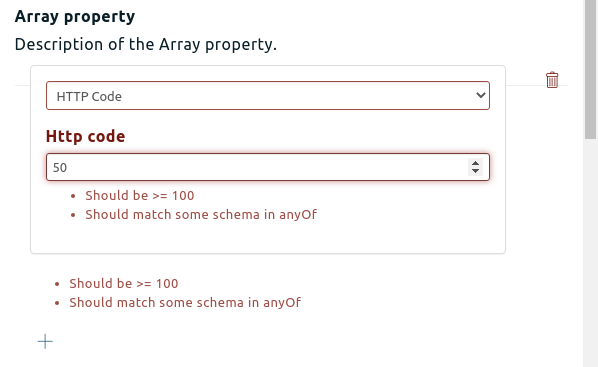 Array property
Description of the Array property.
HTTP Code
Http code
50
Should be >= 100
Should match some schema in anyOf
Should be >= 100
Should match some schema in anyOf